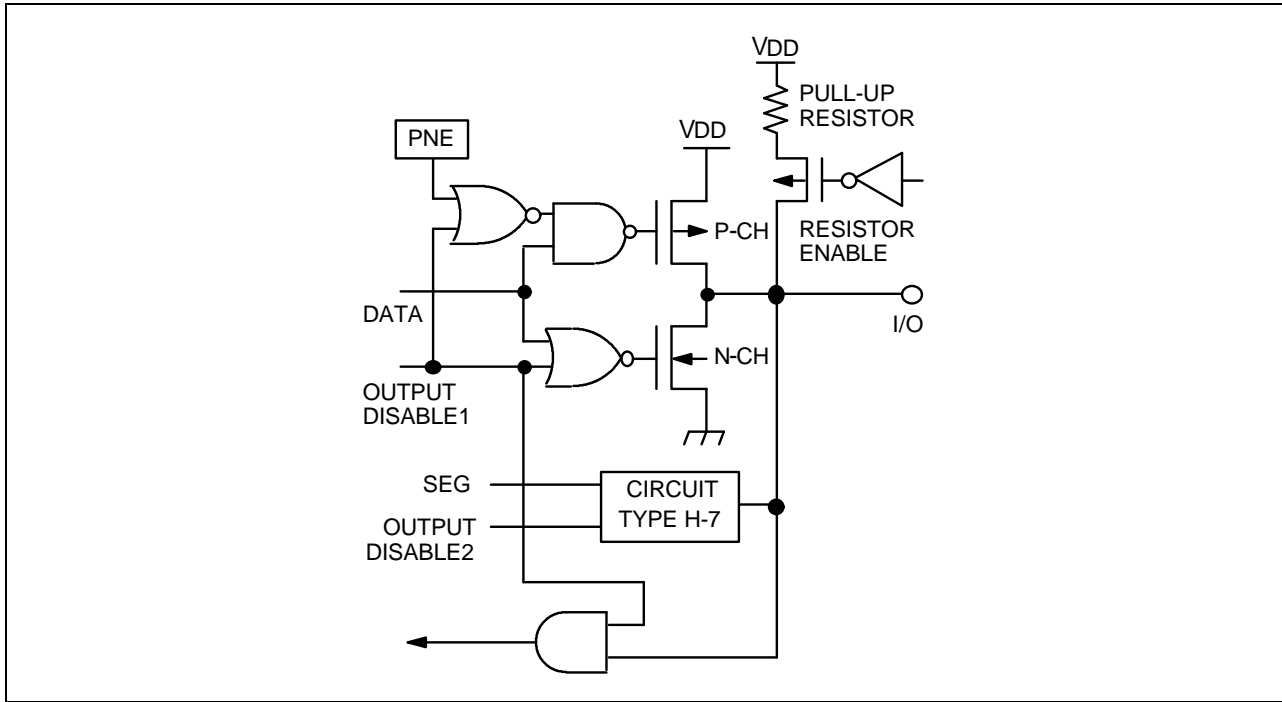 VDD
PULL-UP
RESISTOR
VDD
PNE
P-CH
RESISTOR
ENABLE
DATA
I/O
N-CH
OUTPUT
DISABLE1
SEG
CIRCUIT
TYPE H-7
OUTPUT
DISABLE2